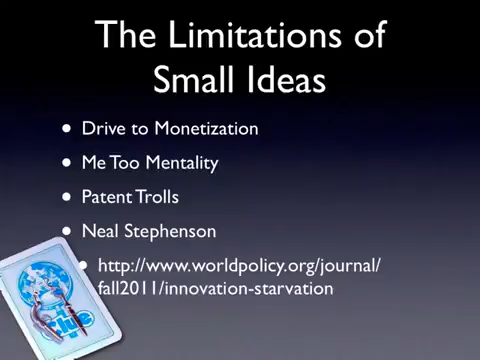 The Limitations of
Small Ideas
• Drive to Monetization
• Me Too Mentality
• Patent Trolls
• Neal Stephenson
• http://www.worldpolicy.org/journal/
fall2011/innovation-starvation
Clue